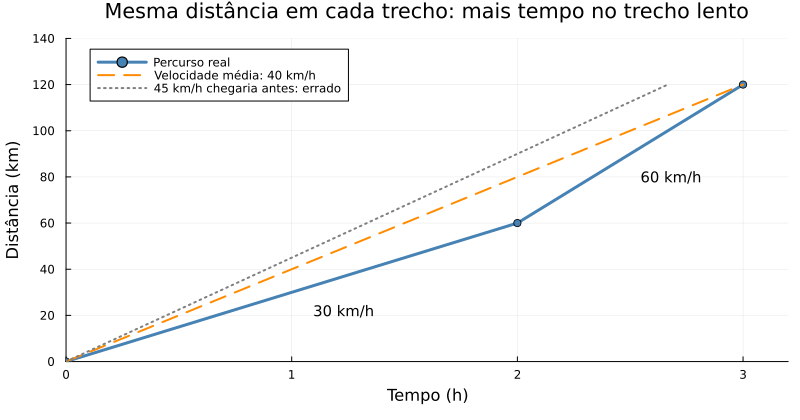 Mesma distância em cada trecho: mais tempo no trecho lento
Percurso real
Velocidade média: 40 km/h
45 km/h chegaria antes: errado
Distância (km)
140
120
100
80
60
40
20
0
60 km/h
30 km/h
0
1
2
3
Tempo (h)